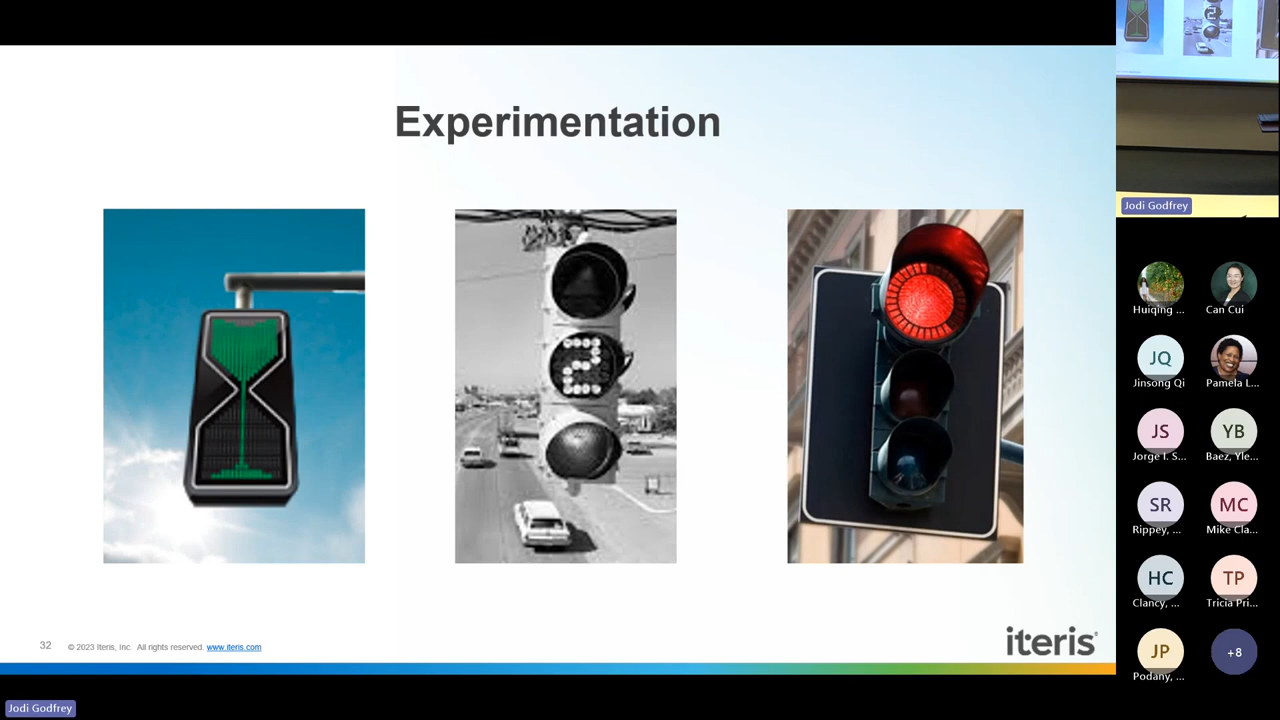 Experimentation
2
32
© 2023 Iteris, Inc. All rights reserved. www.iteris.com
iteris
Jodi Godfrey
Jodi Godfrey
Huiqing ...
Can Cui
JQ
Jinsong Qi
Pamela L...
JS
Jorge I. S...
YB
Baez, Yle...
SR
Rippey, ...
MC
Mike Cla...
HC
Clancy, ...
TP
Tricia Pri...
JP
Podany, ...
+8